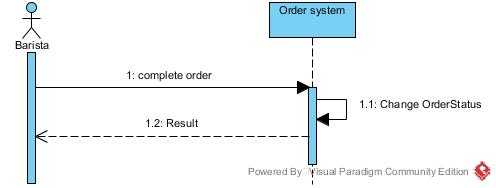 Order system
Barista
1: complete order
1.1: Change OrderStatus
1.2: Result
Powered By Visual Paradigm Community Edition